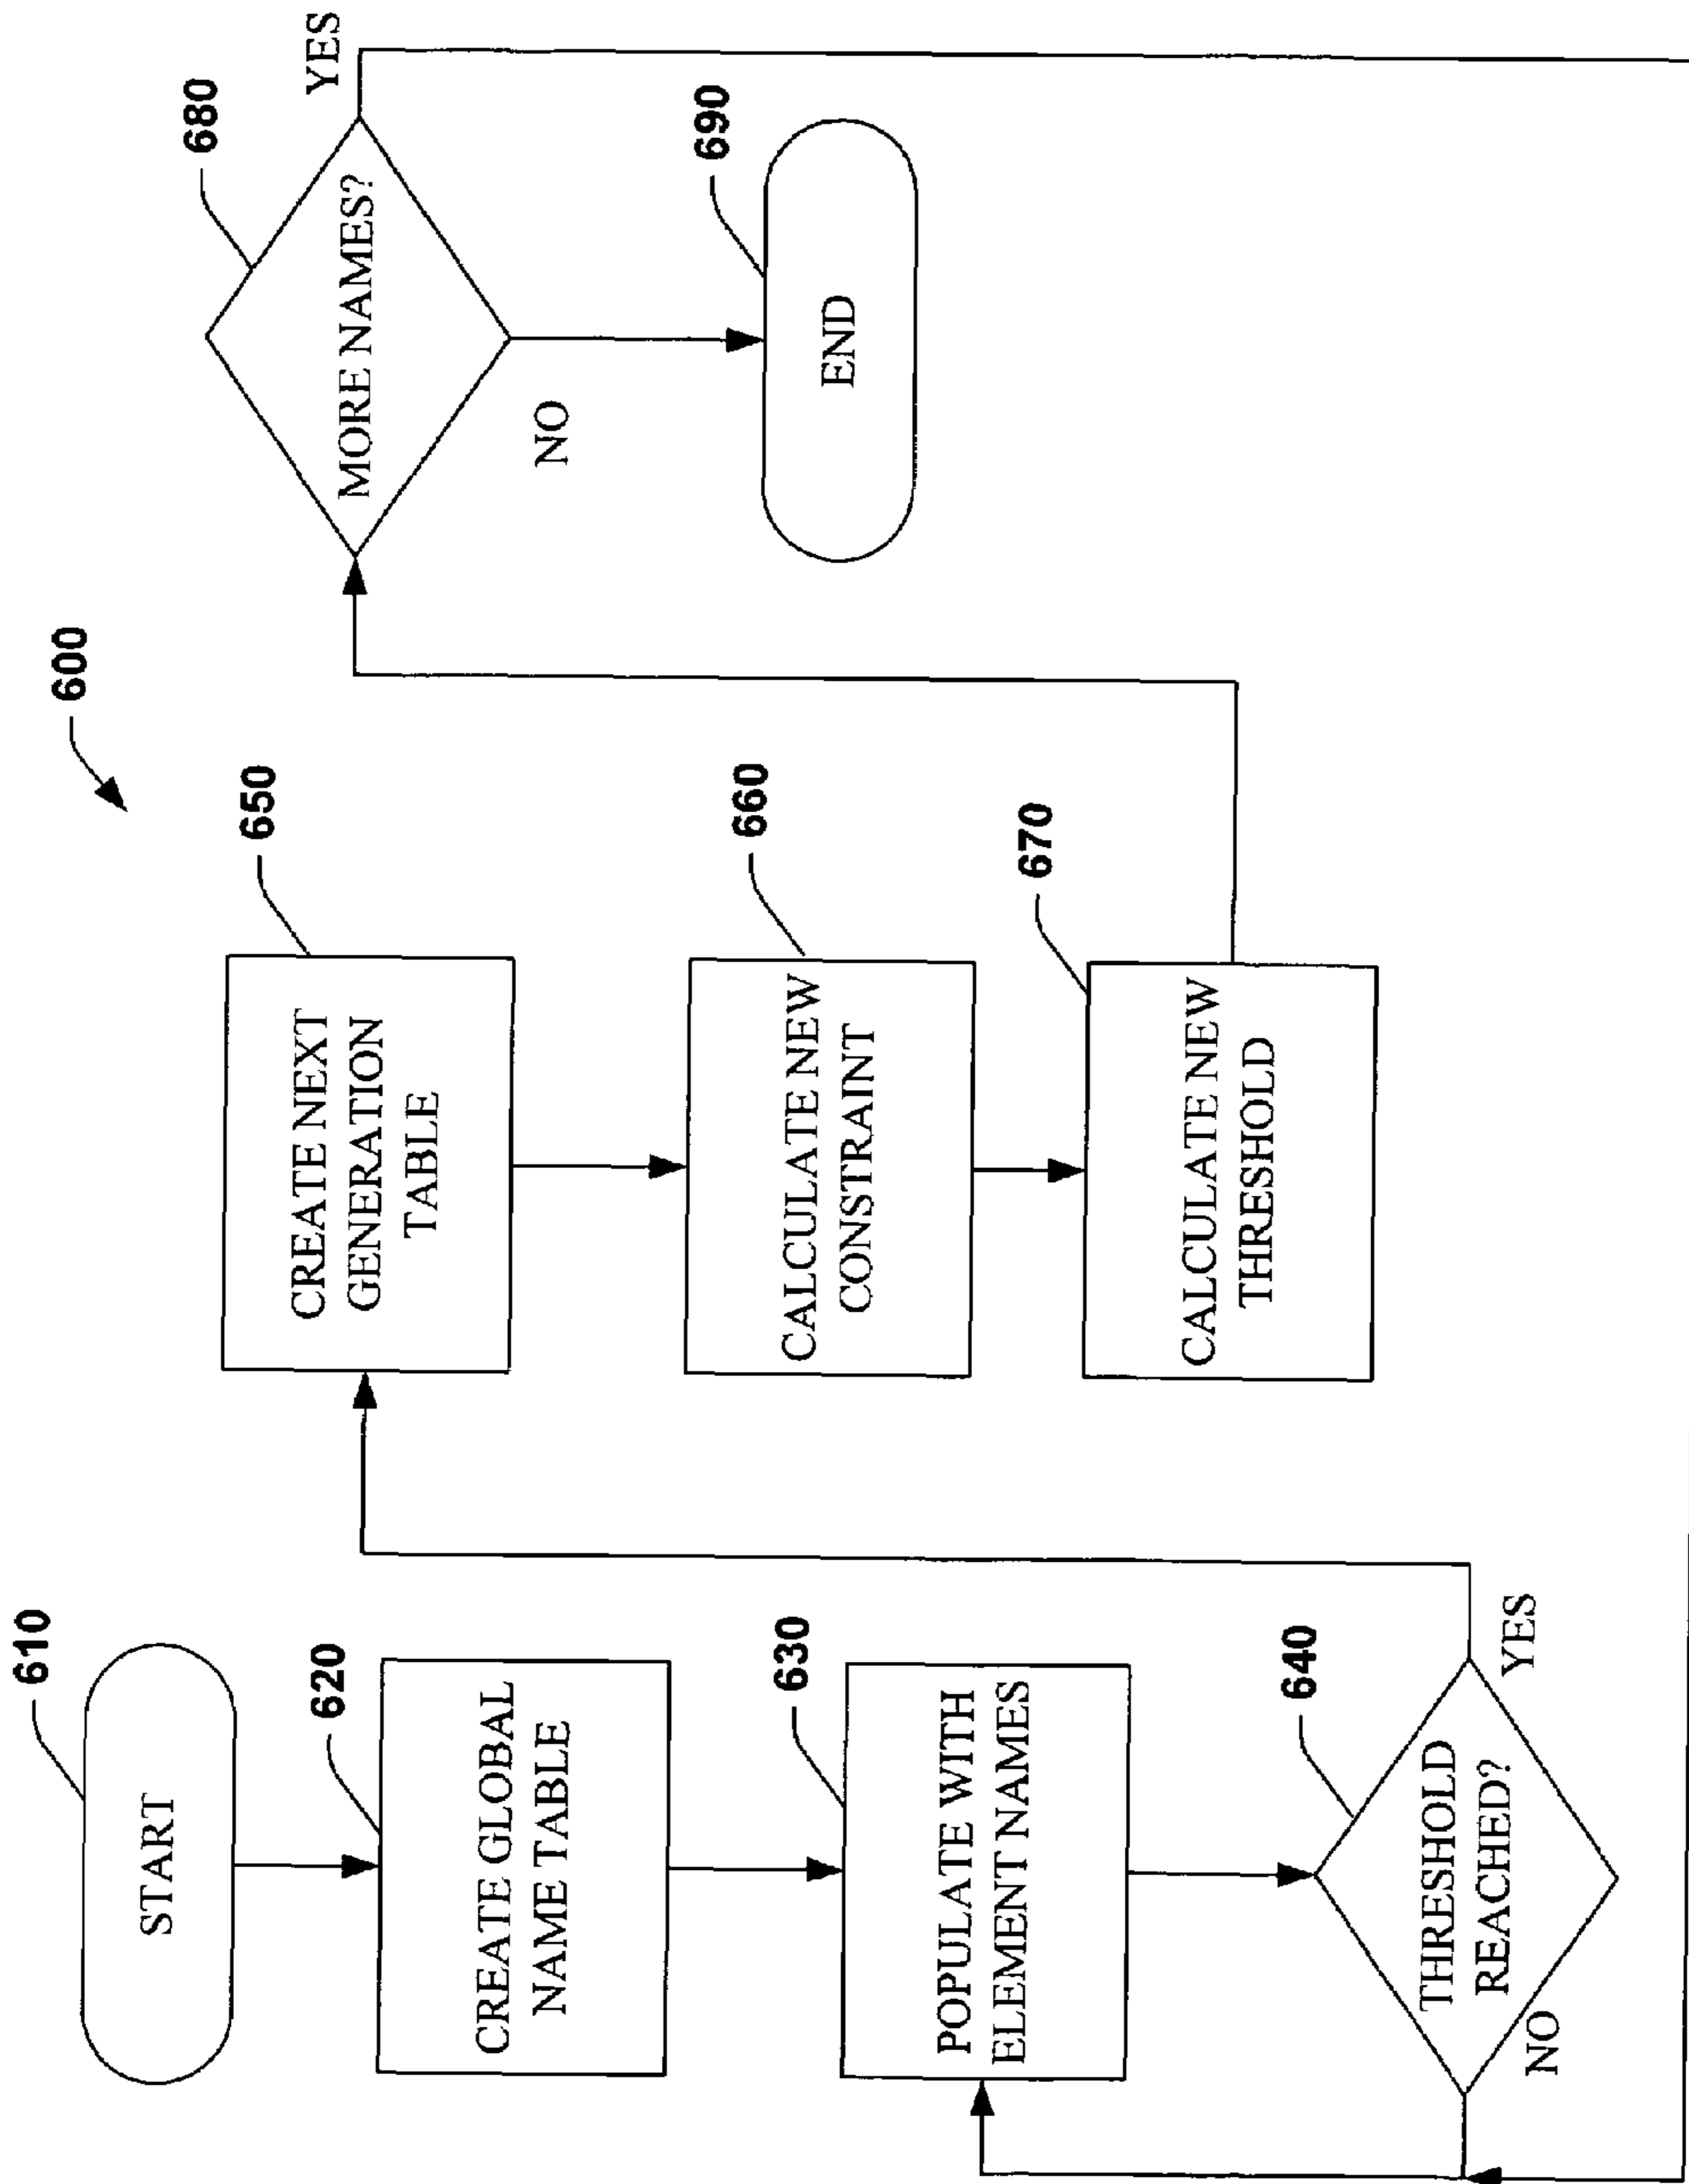 600
610
START
620
CREATE GLOBAL
NAME TABLE
630
POPULATE WITH
ELEMENT NAMES
640
THRESHOLD
REACHED?
NO
YES
650
CREATE NEXT
GENERATION
TABLE
660
CALCULATE NEW
CONSTRAINT
670
CALCULATE NEW
THRESHOLD
680
MORE NAMES?
YES
NO
690
END